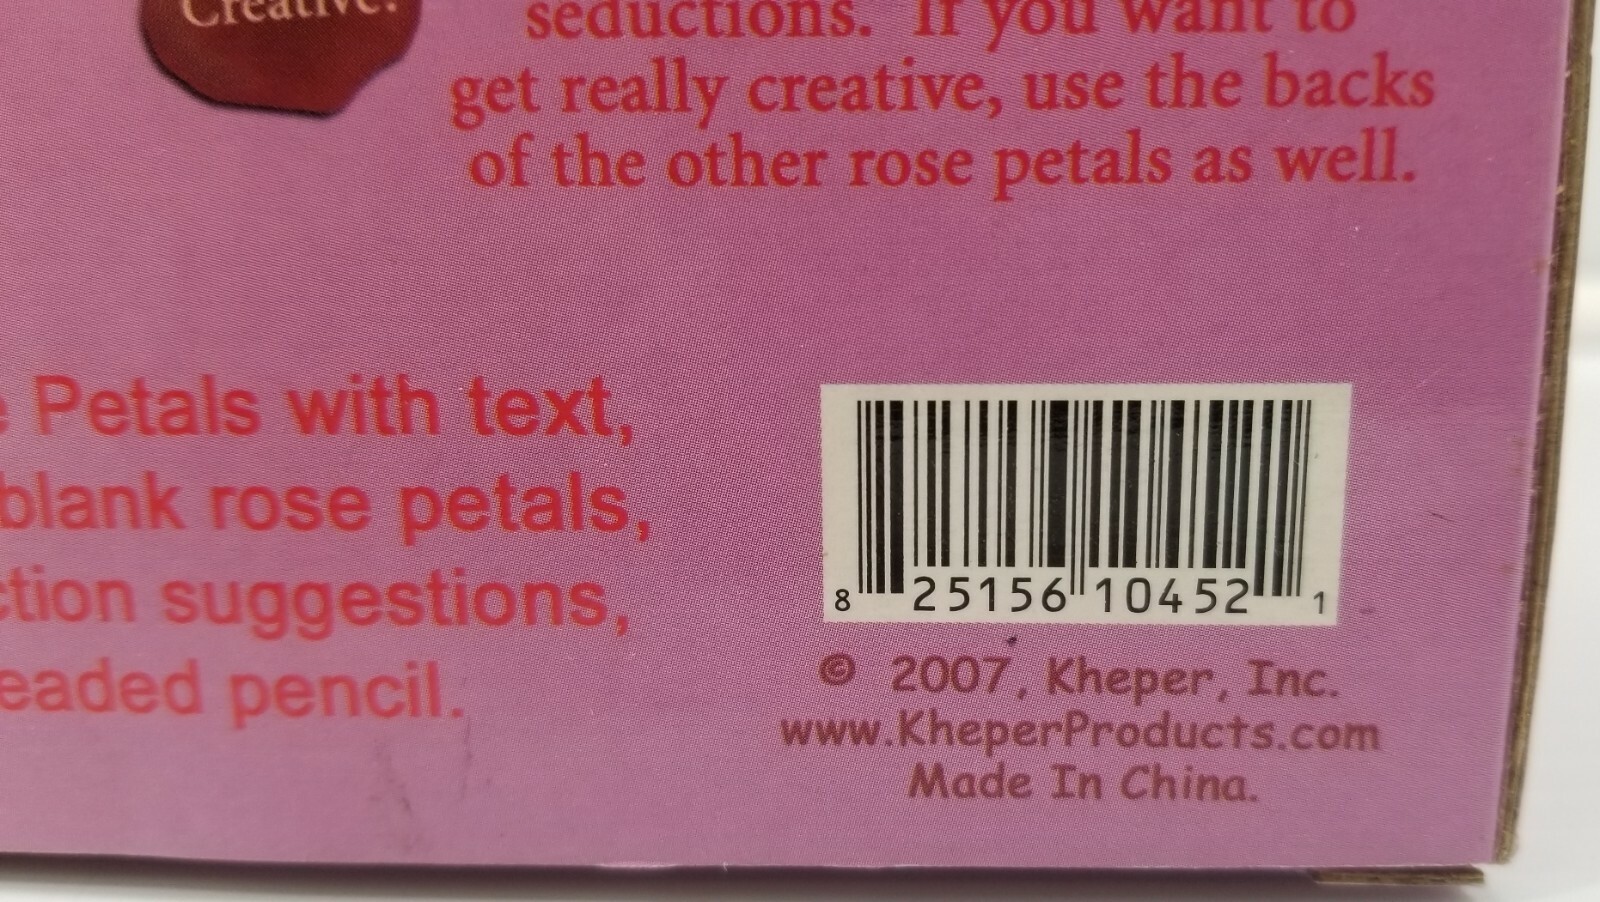 Creative!
seductions. If you want to
get really creative, use the backs
of the other rose petals as well.
Petals with text,
blank rose petals,
ction suggestions,
eaded pencil.
8 25156 10452 1
© 2007, Kheper, Inc.
www.KheperProducts.com
Made In China.